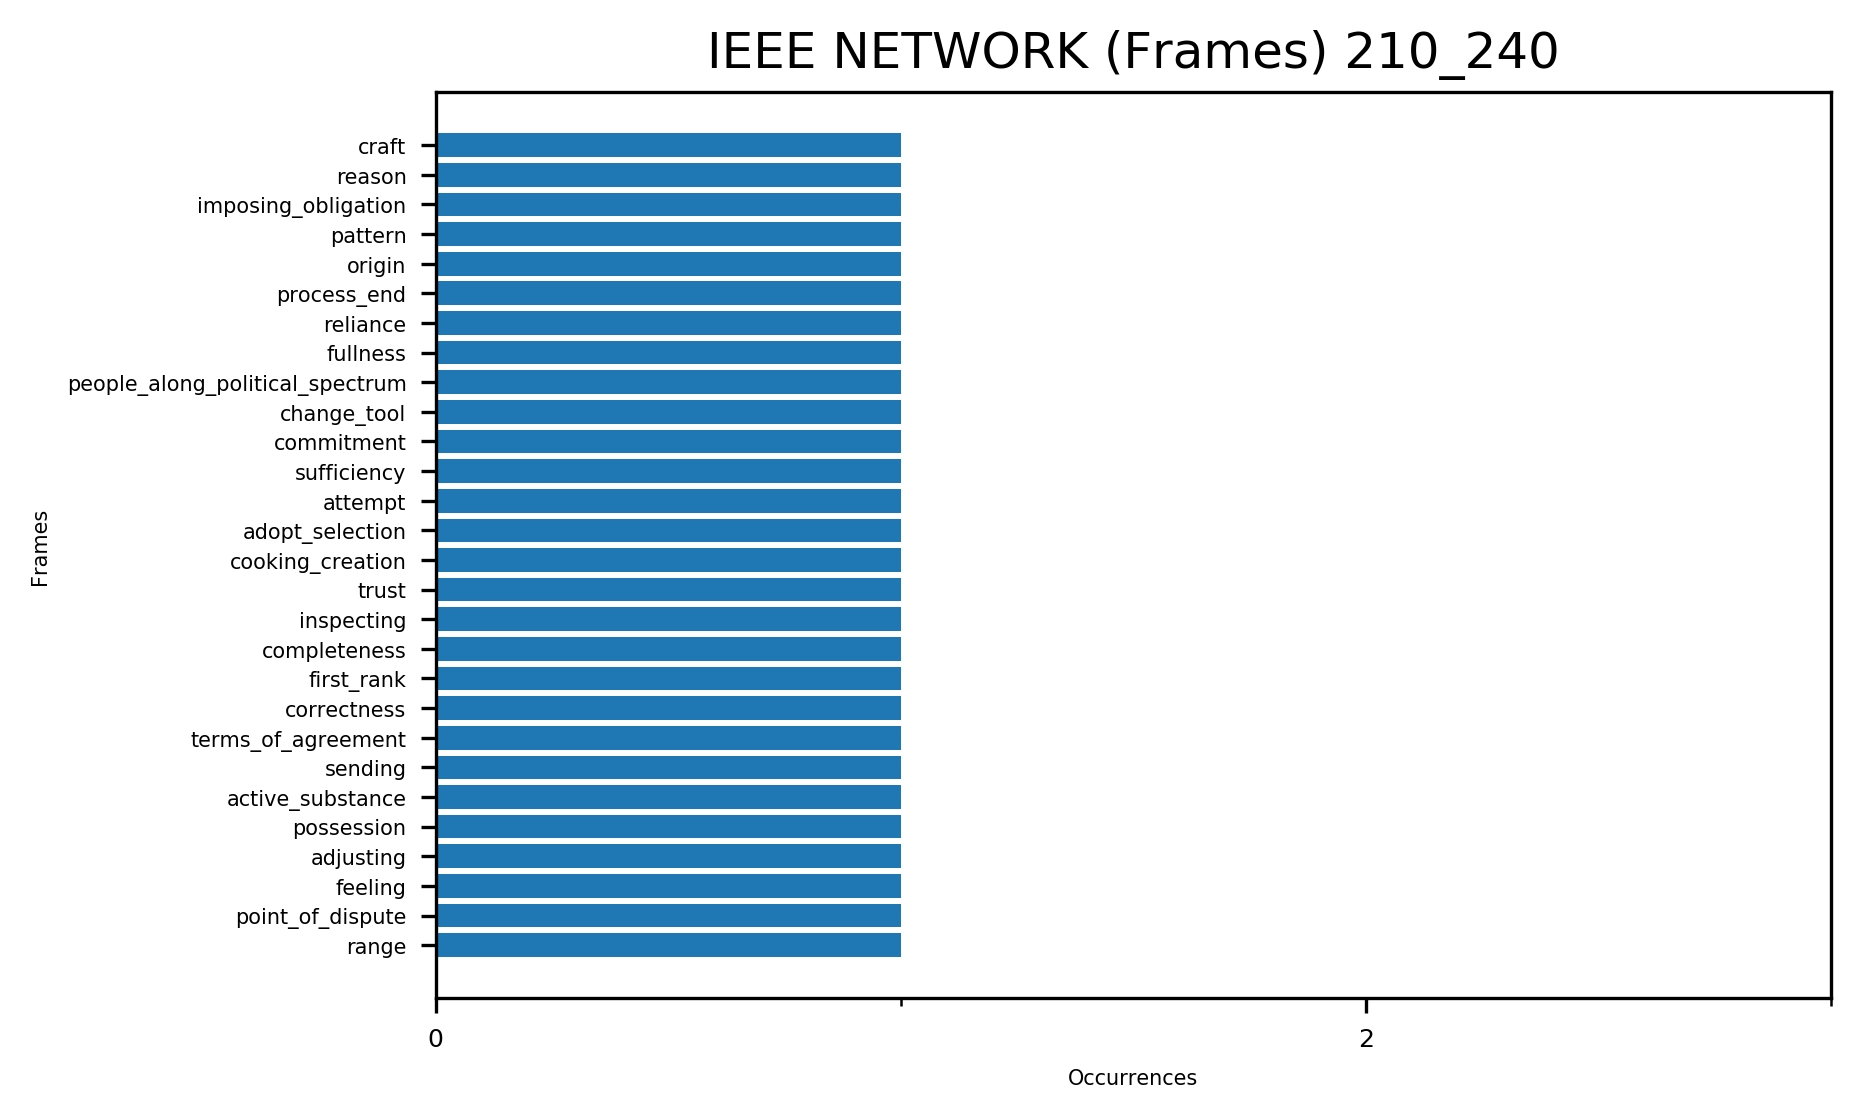 IEEE NETWORK (Frames) 210_240
craft
reason
imposing_obligation
pattern
origin
process_end
reliance
fullness
people_along_political_spectrum
change_tool
commitment
sufficiency
attempt
adopt_selection
cooking_creation
trust
inspecting
completeness
first_rank
correctness
terms_of_agreement
sending
active_substance
possession
adjusting
feeling
point_of_dispute
range
Frames
0
2
Occurrences